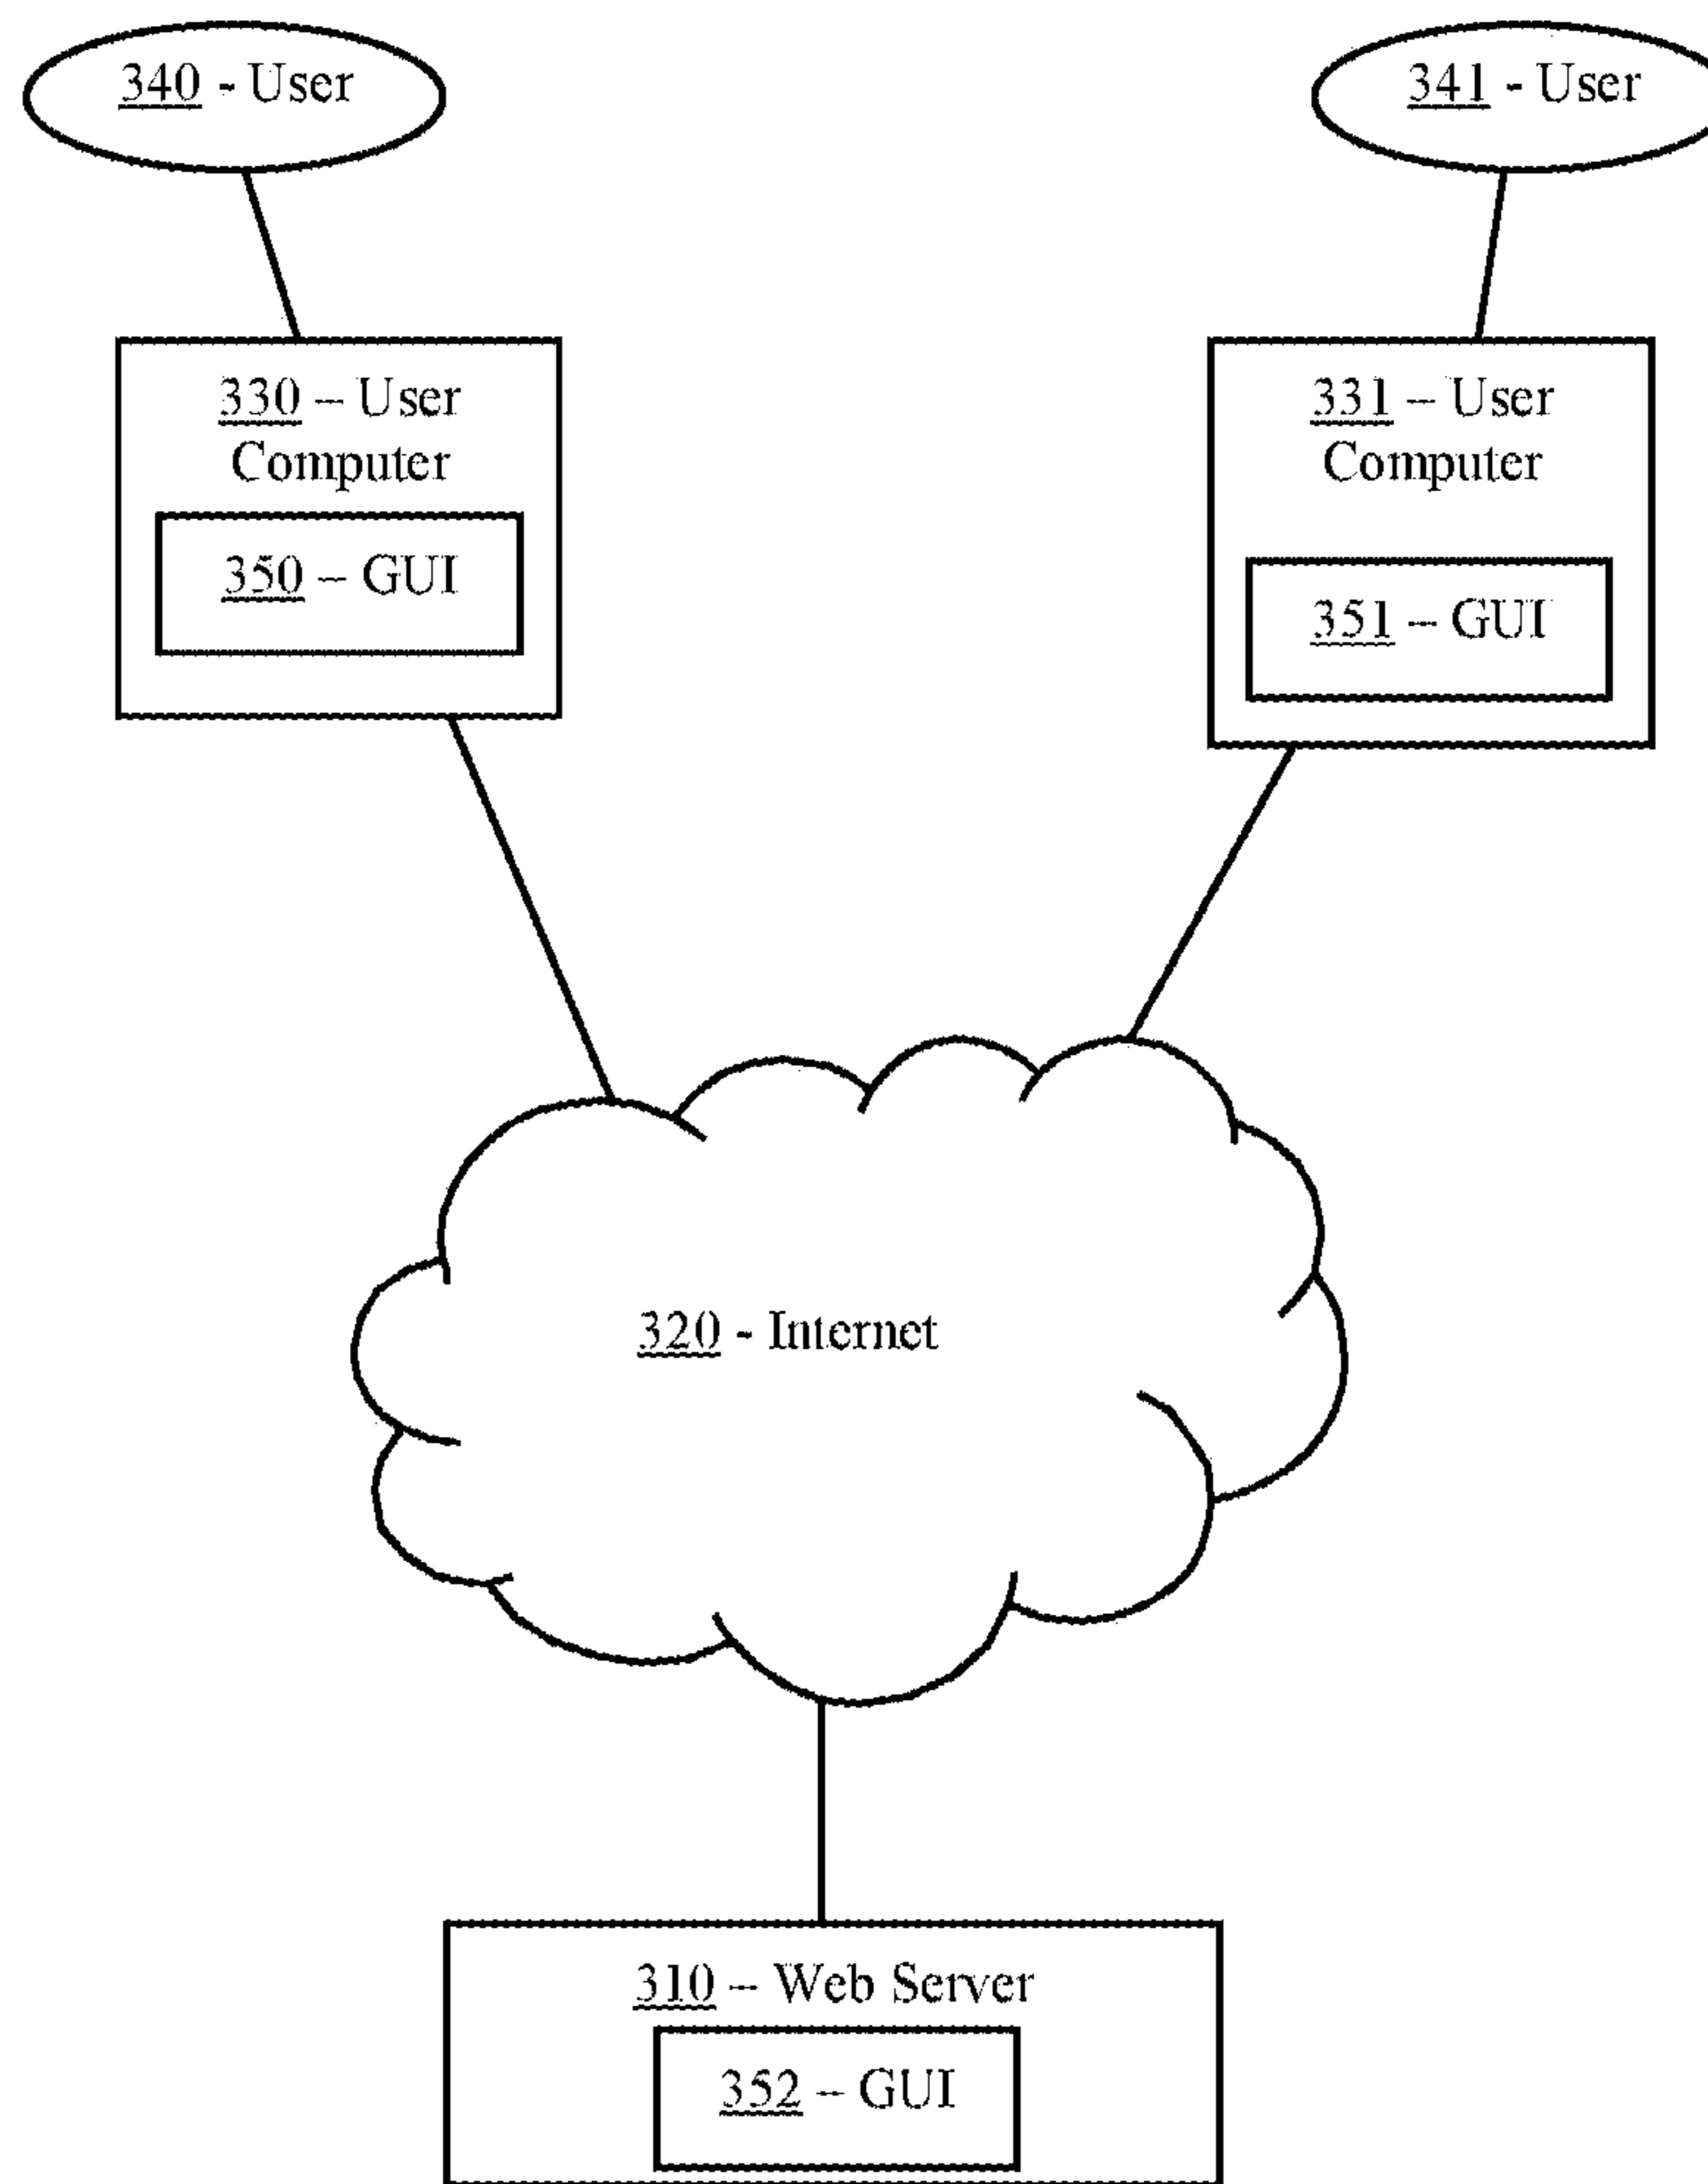 340 - User
341 - User
330 – User
Computer
350 – GUI
331 – User
Computer
351 – GUI
320 - Internet
310 – Web Server
352 – GUI